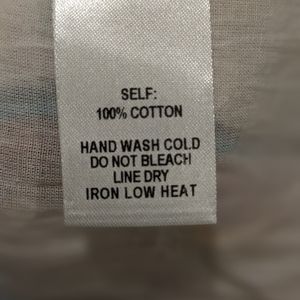 SELF:
100% COTTON
HAND WASH COLD
DO NOT BLEACH
LINE DRY
IRON LOW HEAT